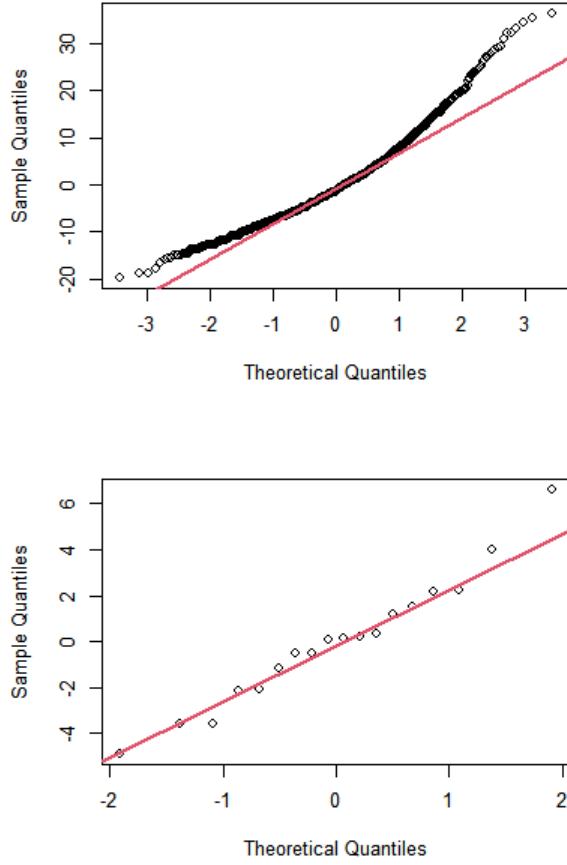 30
20
10
0
-10
-20
Sample Quantiles
-3 -2 -1 0 1 2 3
Theoretical Quantiles
6
4
2
0
-2
-4
Sample Quantiles
-2 -1 0 1 2
Theoretical Quantiles